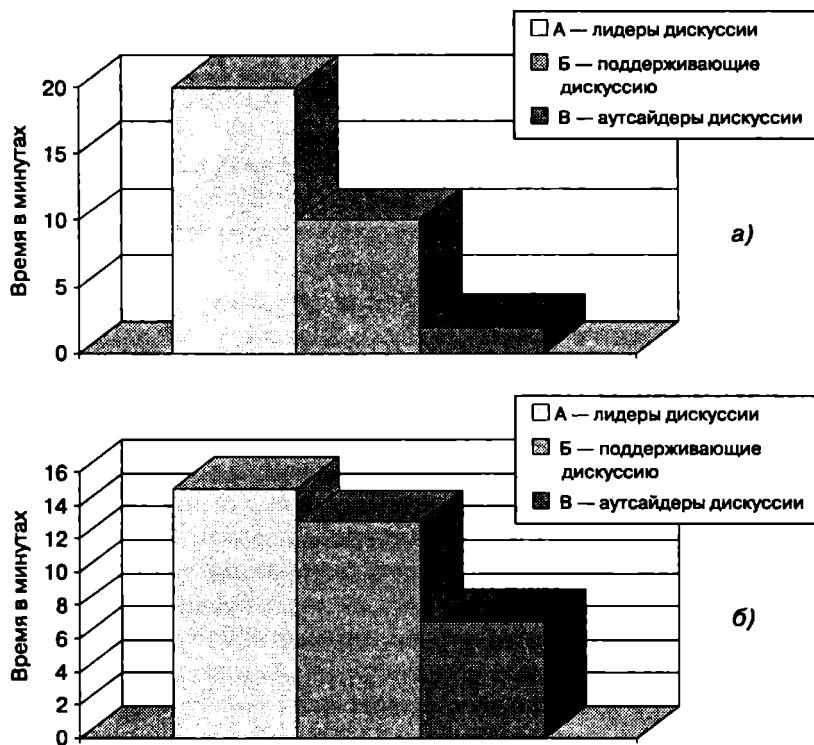 А — лидеры дискуссии
Б — поддерживающие
дискуссию
В — аутсайдеры дискуссии
Время в минутах
20
15
10
5
0
а)
А — лидеры дискуссии
Б — поддерживающие
дискуссию
В — аутсайдеры дискуссии
Время в минутах
16
14
12
10
8
6
4
2
0
б)